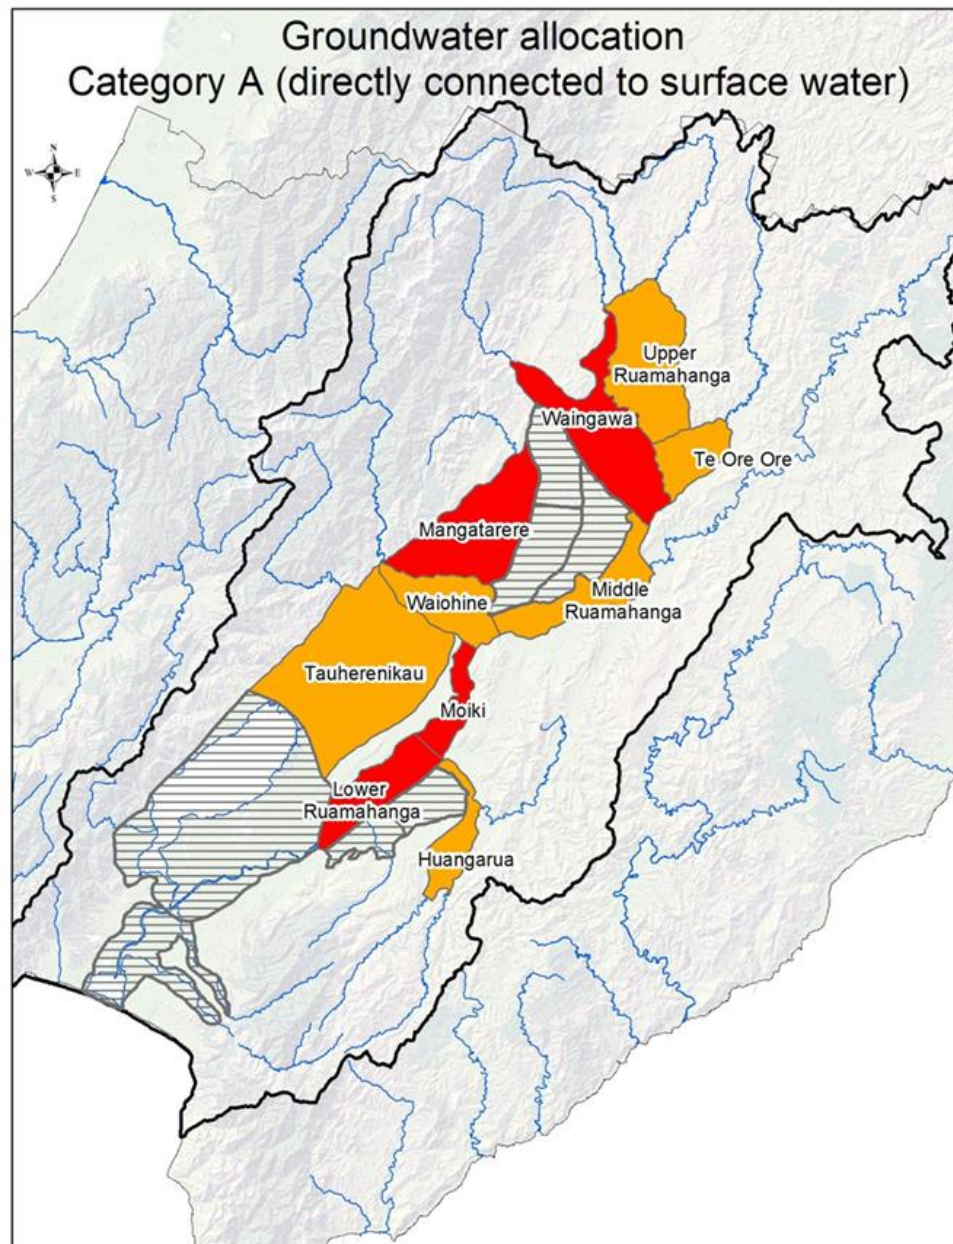 Groundwater allocation
Category A (directly connected to surface water)
N
W E
S
Upper
Ruamahanga
Waingawa
Te Ore Ore
Mangatarere
Middle
Ruamahanga
Waiohine
Tauherenikau
Moiki
Lower
Ruamahanga
Huangarua